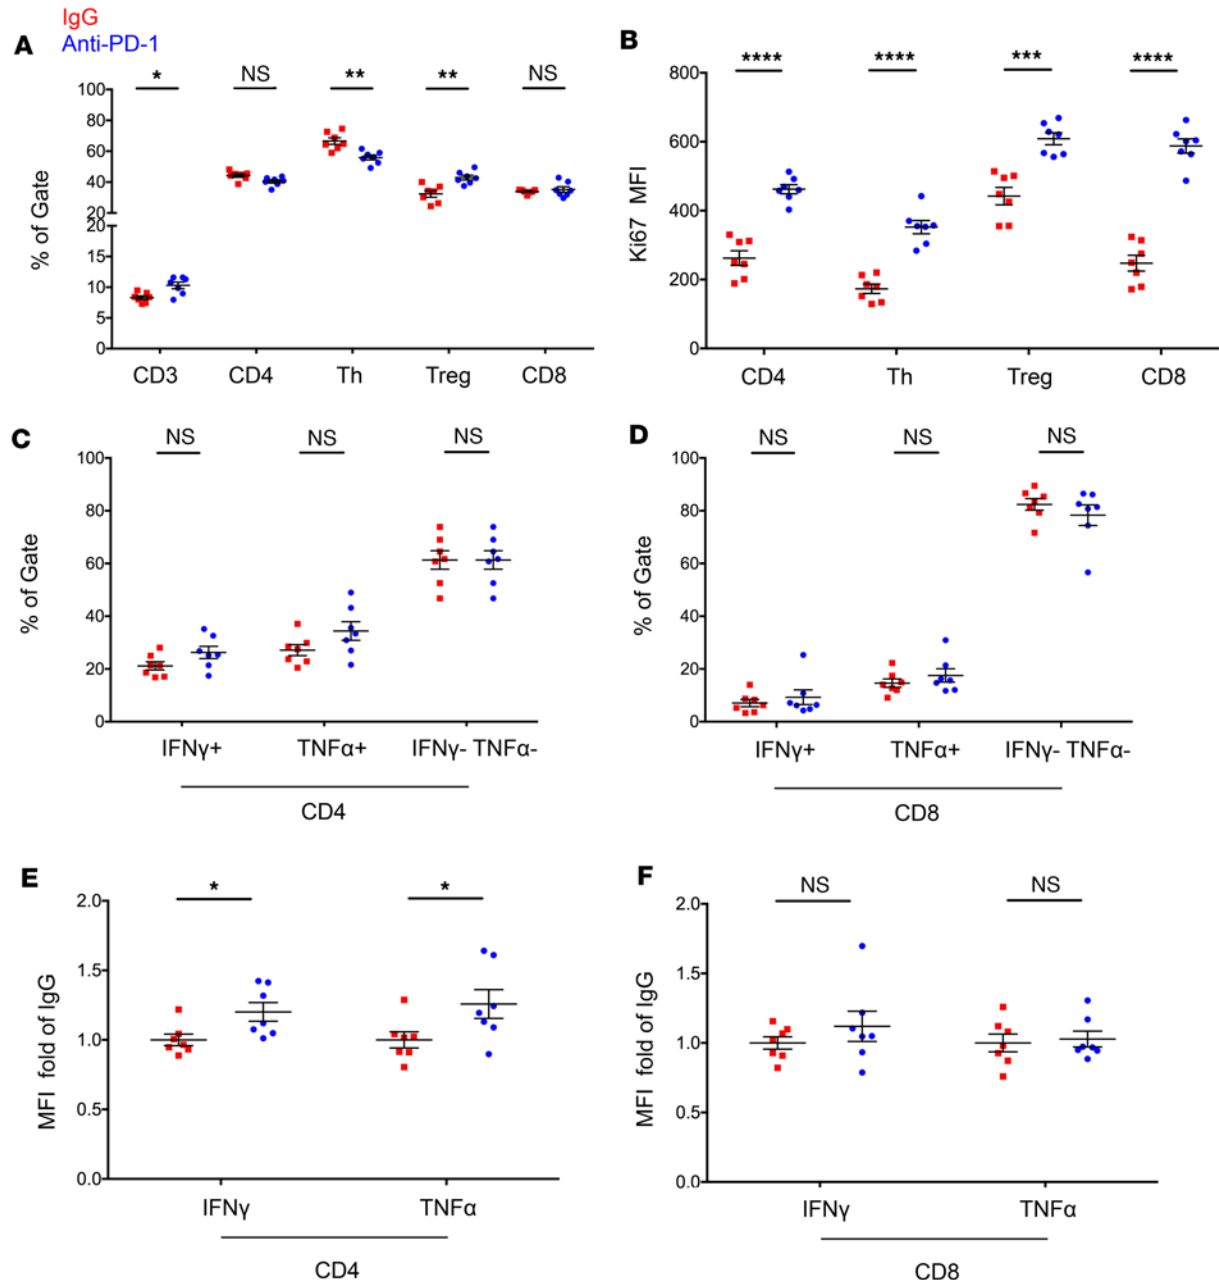 IgG
Anti-PD-1
A
* NS ** ** NS
100
80
60
40
20
20
15
10
5
0
% of Gate
CD3 CD4 Th Treg CD8
B
**** **** *** ****
800
600
400
200
0
Ki67 MFI
CD4 Th Treg CD8
C
NS NS NS
100
80
60
40
20
0
% of Gate
IFNγ+ TNFα+ IFNγ- TNFα-
CD4
D
NS NS NS
100
80
60
40
20
0
% of Gate
IFNγ+ TNFα+ IFNγ- TNFα-
CD8
E
* *
2.0
1.5
1.0
0.5
0.0
MFI fold of IgG
IFNγ TNFα
CD4
F
NS NS
2.0
1.5
1.0
0.5
0.0
MFI fold of IgG
IFNγ TNFα
CD8